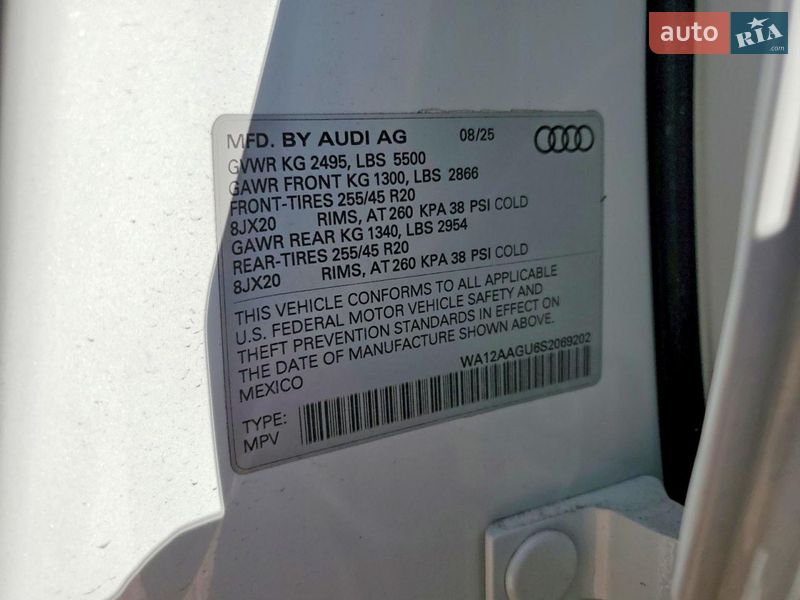 auto RIA .com
MFD. BY AUDI AG 08/25
GVWR KG 2495, LBS 5500
GAWR FRONT KG 1300, LBS 2866
FRONT-TIRES 255/45 R20
8JX20 RIMS, AT 260 KPA 38 PSI COLD
GAWR REAR KG 1340, LBS 2954
REAR-TIRES 255/45 R20
8JX20 RIMS, AT 260 KPA 38 PSI COLD
THIS VEHICLE CONFORMS TO ALL APPLICABLE
U.S. FEDERAL MOTOR VEHICLE SAFETY AND
THEFT PREVENTION STANDARDS IN EFFECT ON
THE DATE OF MANUFACTURE SHOWN ABOVE.
MEXICO WA12AAGU6S2069202
TYPE:
MPV